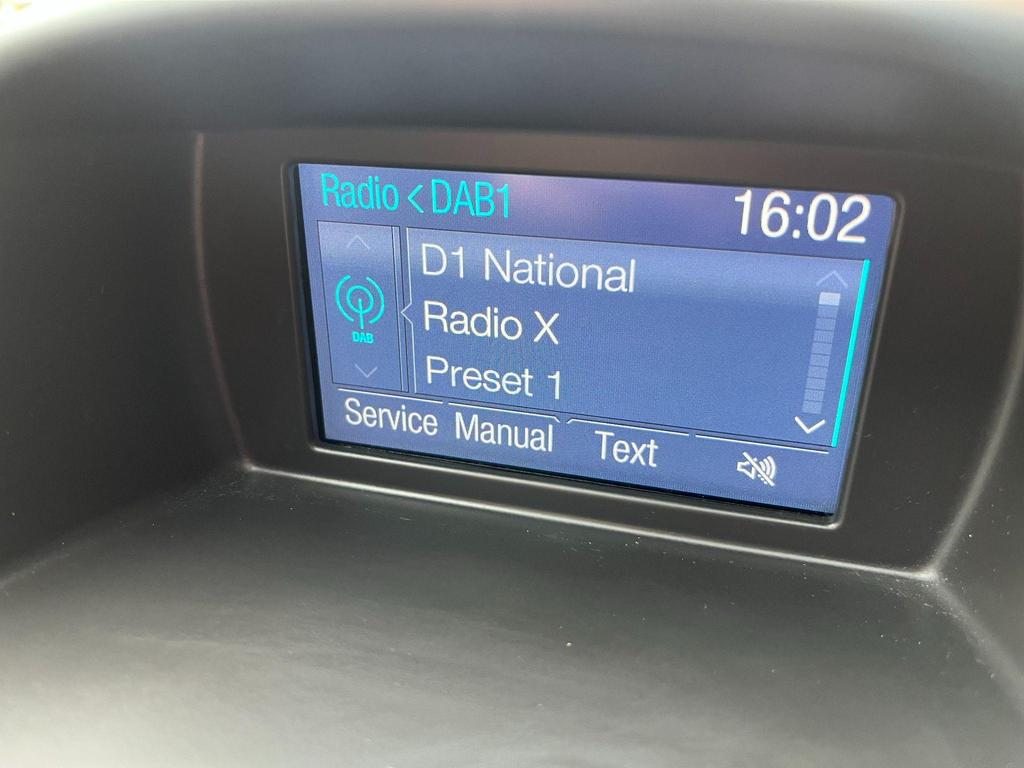 Radio < DAB1 16:02
D1 National
DAB
Radio X
Preset 1
Service Manual Text